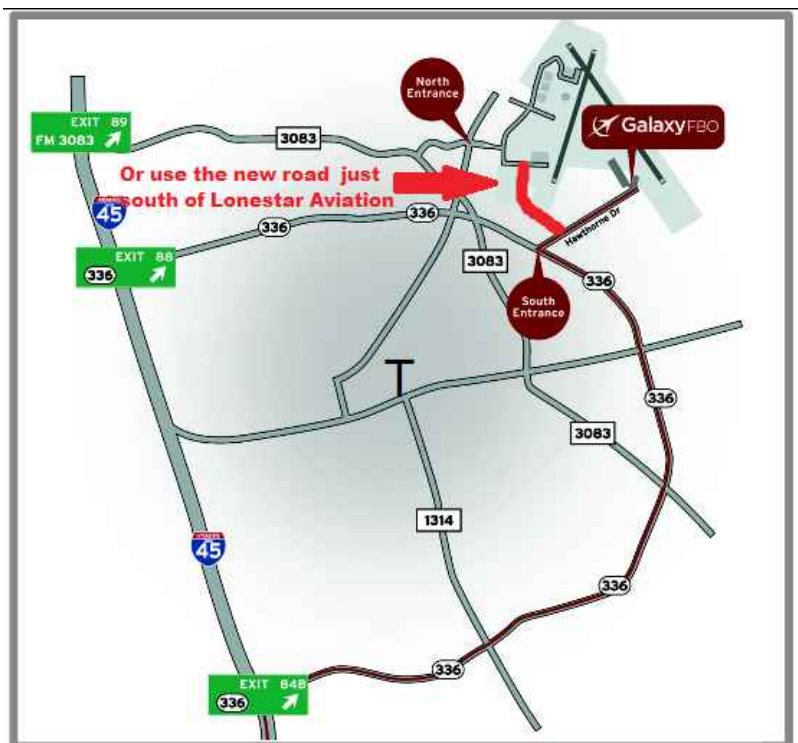 North
Entrance
EXIT 89
FM 3083
3083
GalaxyFBO
Or use the new road just
south of Lonestar Aviation
45
336
336
Hawthorne Dr
EXIT 88
336
3083
336
South
Entrance
T
336
3083
1314
45
336
336
EXIT 84B
336